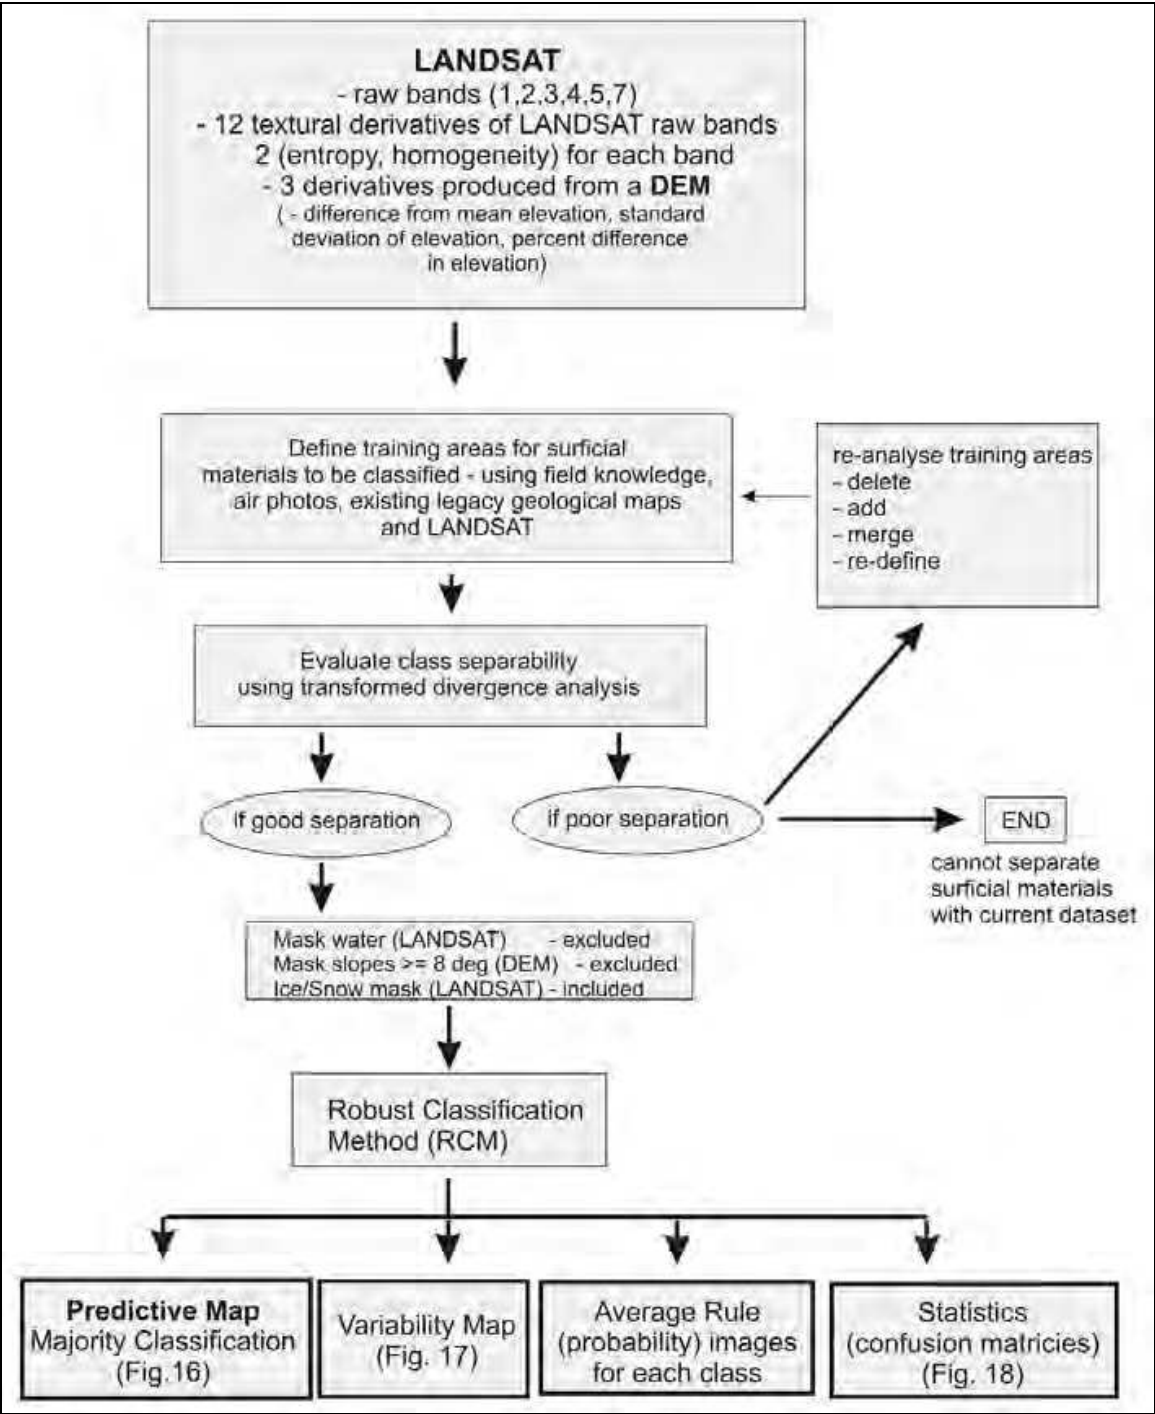 LANDSAT
- raw bands (1,2,3,4,5,7)
- 12 textural derivatives of LANDSAT raw bands
2 (entropy, homogeneity) for each band
- 3 derivatives produced from a DEM
( - difference from mean elevation, standard
deviation of elevation, percent difference
in elevation)
Define training areas for surficial
materials to be classified - using field knowledge,
air photos, existing legacy geological maps
and LANDSAT
re-analyse training areas
- delete
- add
- merge
- re-define
Evaluate class separability
using transformed divergence analysis
if good separation
if poor separation
END
cannot separate
surficial materials
with current dataset
Mask water (LANDSAT) - excluded
Mask slopes >= 8 deg (DEM) - excluded
Ice/Snow mask (LANDSAT) - included
Robust Classification
Method (RCM)
Predictive Map
Majority Classification
(Fig.16)
Variability Map
(Fig. 17)
Average Rule
(probability) images
for each class
Statistics
(confusion matricies)
(Fig. 18)